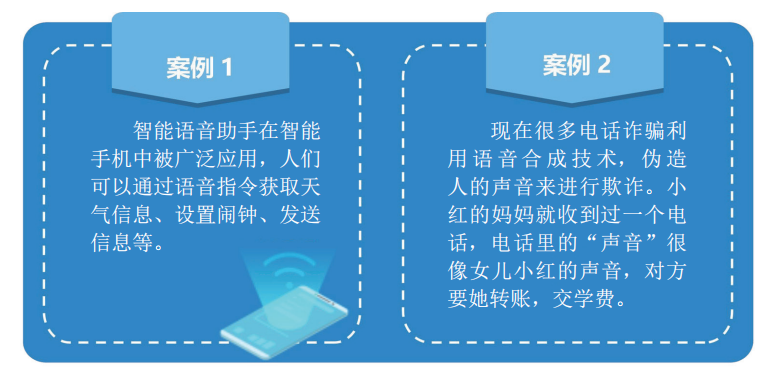 案例 1
智能语音助手在智能
手机中被广泛应用，人们
可以通过语音指令获取天
气信息、设置闹钟、发送
信息等。
案例 2
现在很多电话诈骗利
用语音合成技术，伪造
人的声音来进行欺诈。小
红的妈妈就收到过一个电
话，电话里的“声音”很
像女儿小红的声音，对方
要她转账，交学费。